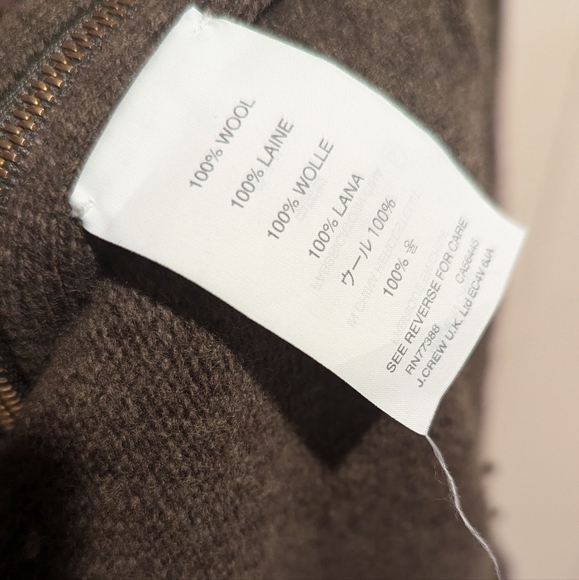 100% WOOL
100% LAINE
100% WOLLE
100% LANA
ウール 100%
100% 울
SEE REVERSE FOR CARE
RN77388 CA56445
J.CREW U.K. Ltd EC4V 6JA